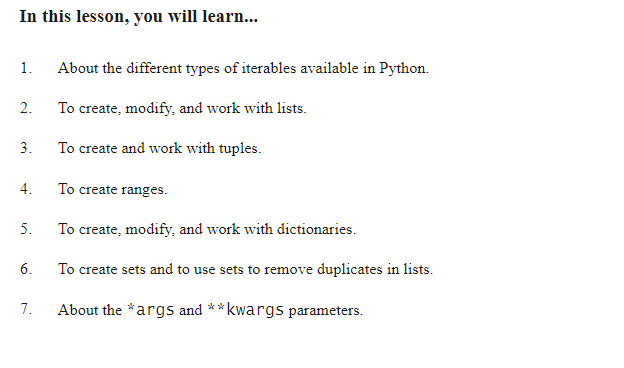 In this lesson, you will learn...
1. About the different types of iterables available in Python.
2. To create, modify, and work with lists.
3. To create and work with tuples.
4. To create ranges.
5. To create, modify, and work with dictionaries.
6. To create sets and to use sets to remove duplicates in lists.
7. About the *args and **kwargs parameters.